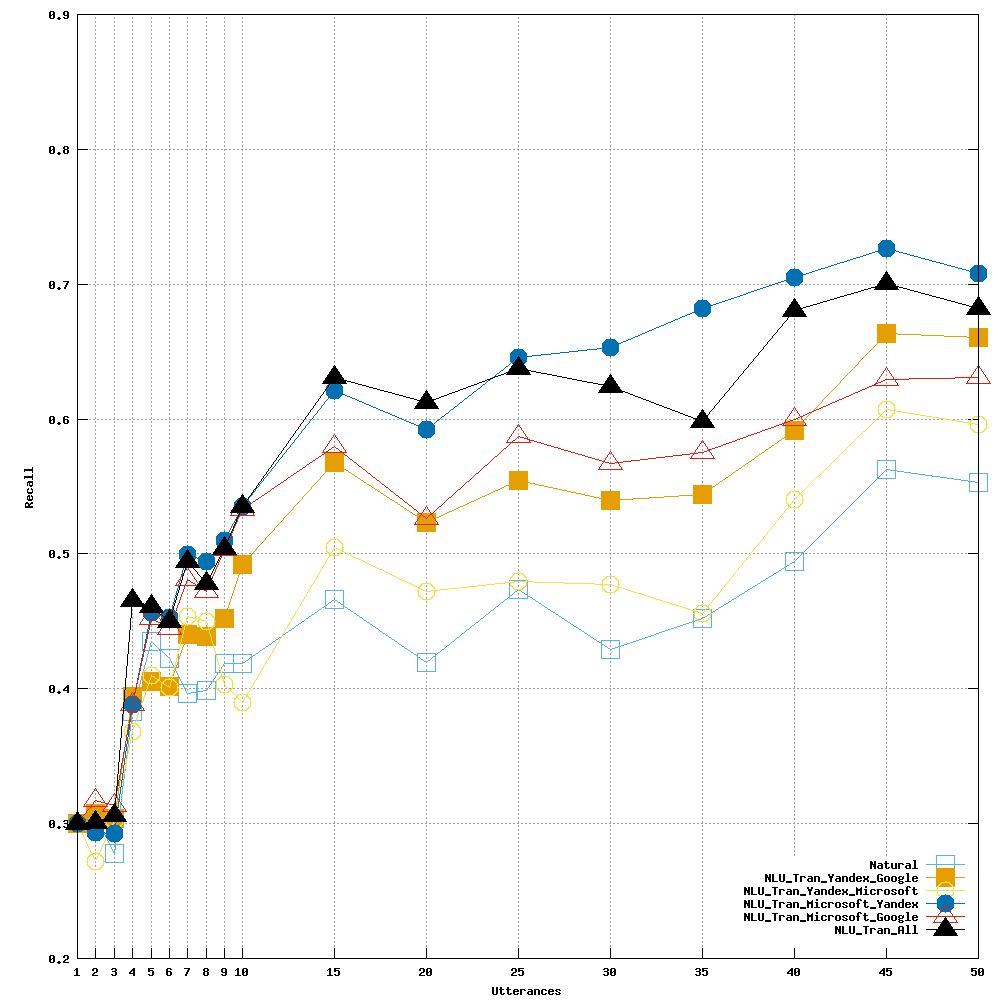 0.9
0.8
0.7
0.6
0.5
0.4
0.3
0.2
Recall
Natural
NLU_Tran_Yandex_Google
NLU_Tran_Yandex_Microsoft
NLU_Tran_Microsoft_Yandex
NLU_Tran_Microsoft_Google
NLU_Tran_All
1 2 3 4 5 6 7 8 9 10 15 20 25 30 35 40 45 50
Utterances